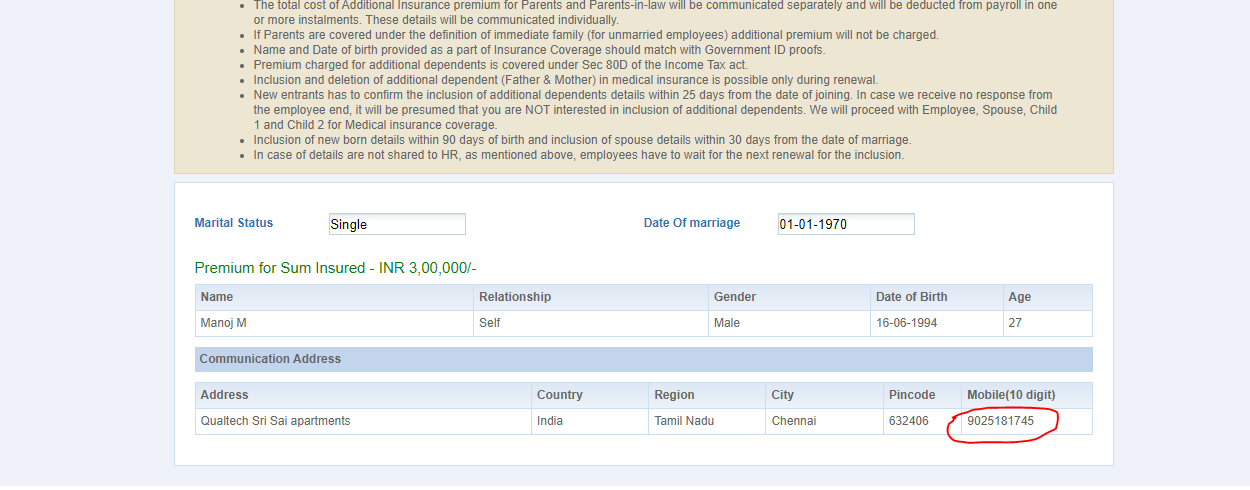 The total cost of Additional Insurance premium for Parents and Parents-in-law will be communicated separately and will be deducted from payroll in one
or more instalments. These details will be communicated individually.
If Parents are covered under the definition of immediate family (for unmarried employees) additional premium will not be charged.
Name and Date of birth provided as a part of Insurance Coverage should match with Government ID proofs.
Premium charged for additional dependents is covered under Sec 80D of the Income Tax act.
Inclusion and deletion of additional dependent (Father & Mother) in medical insurance is possible only during renewal.
New entrants has to confirm the inclusion of additional dependents details within 25 days from the date of joining. In case we receive no response from
the employee end, it will be presumed that you are NOT interested in inclusion of additional dependents. We will proceed with Employee, Spouse, Child
1 and Child 2 for Medical insurance coverage.
Inclusion of new born details within 90 days of birth and inclusion of spouse details within 30 days from the date of marriage.
In case of details are not shared to HR, as mentioned above, employees have to wait for the next renewal for the inclusion.
Marital Status Single Date Of marriage 01-01-1970
Premium for Sum Insured - INR 3,00,000/-
Name Relationship Gender Date of Birth Age
Manoj M Self Male 16-06-1994 27
Communication Address
Address Country Region City Pincode Mobile(10 digit)
Qualtech Sri Sai apartments India Tamil Nadu Chennai 632406 9025181745